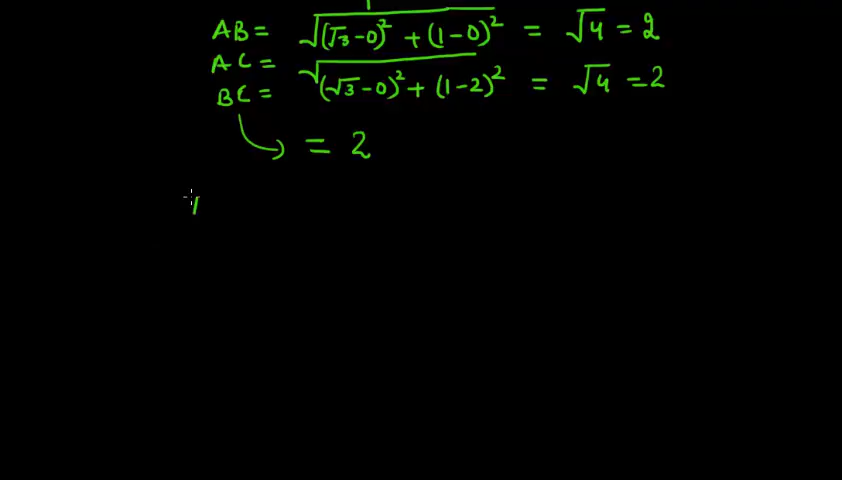 AB = √(√3-0)² + (1-0)² = √4 = 2
AC = √(√3-0)² + (1-2)² = √4 = 2
BC =
= 2